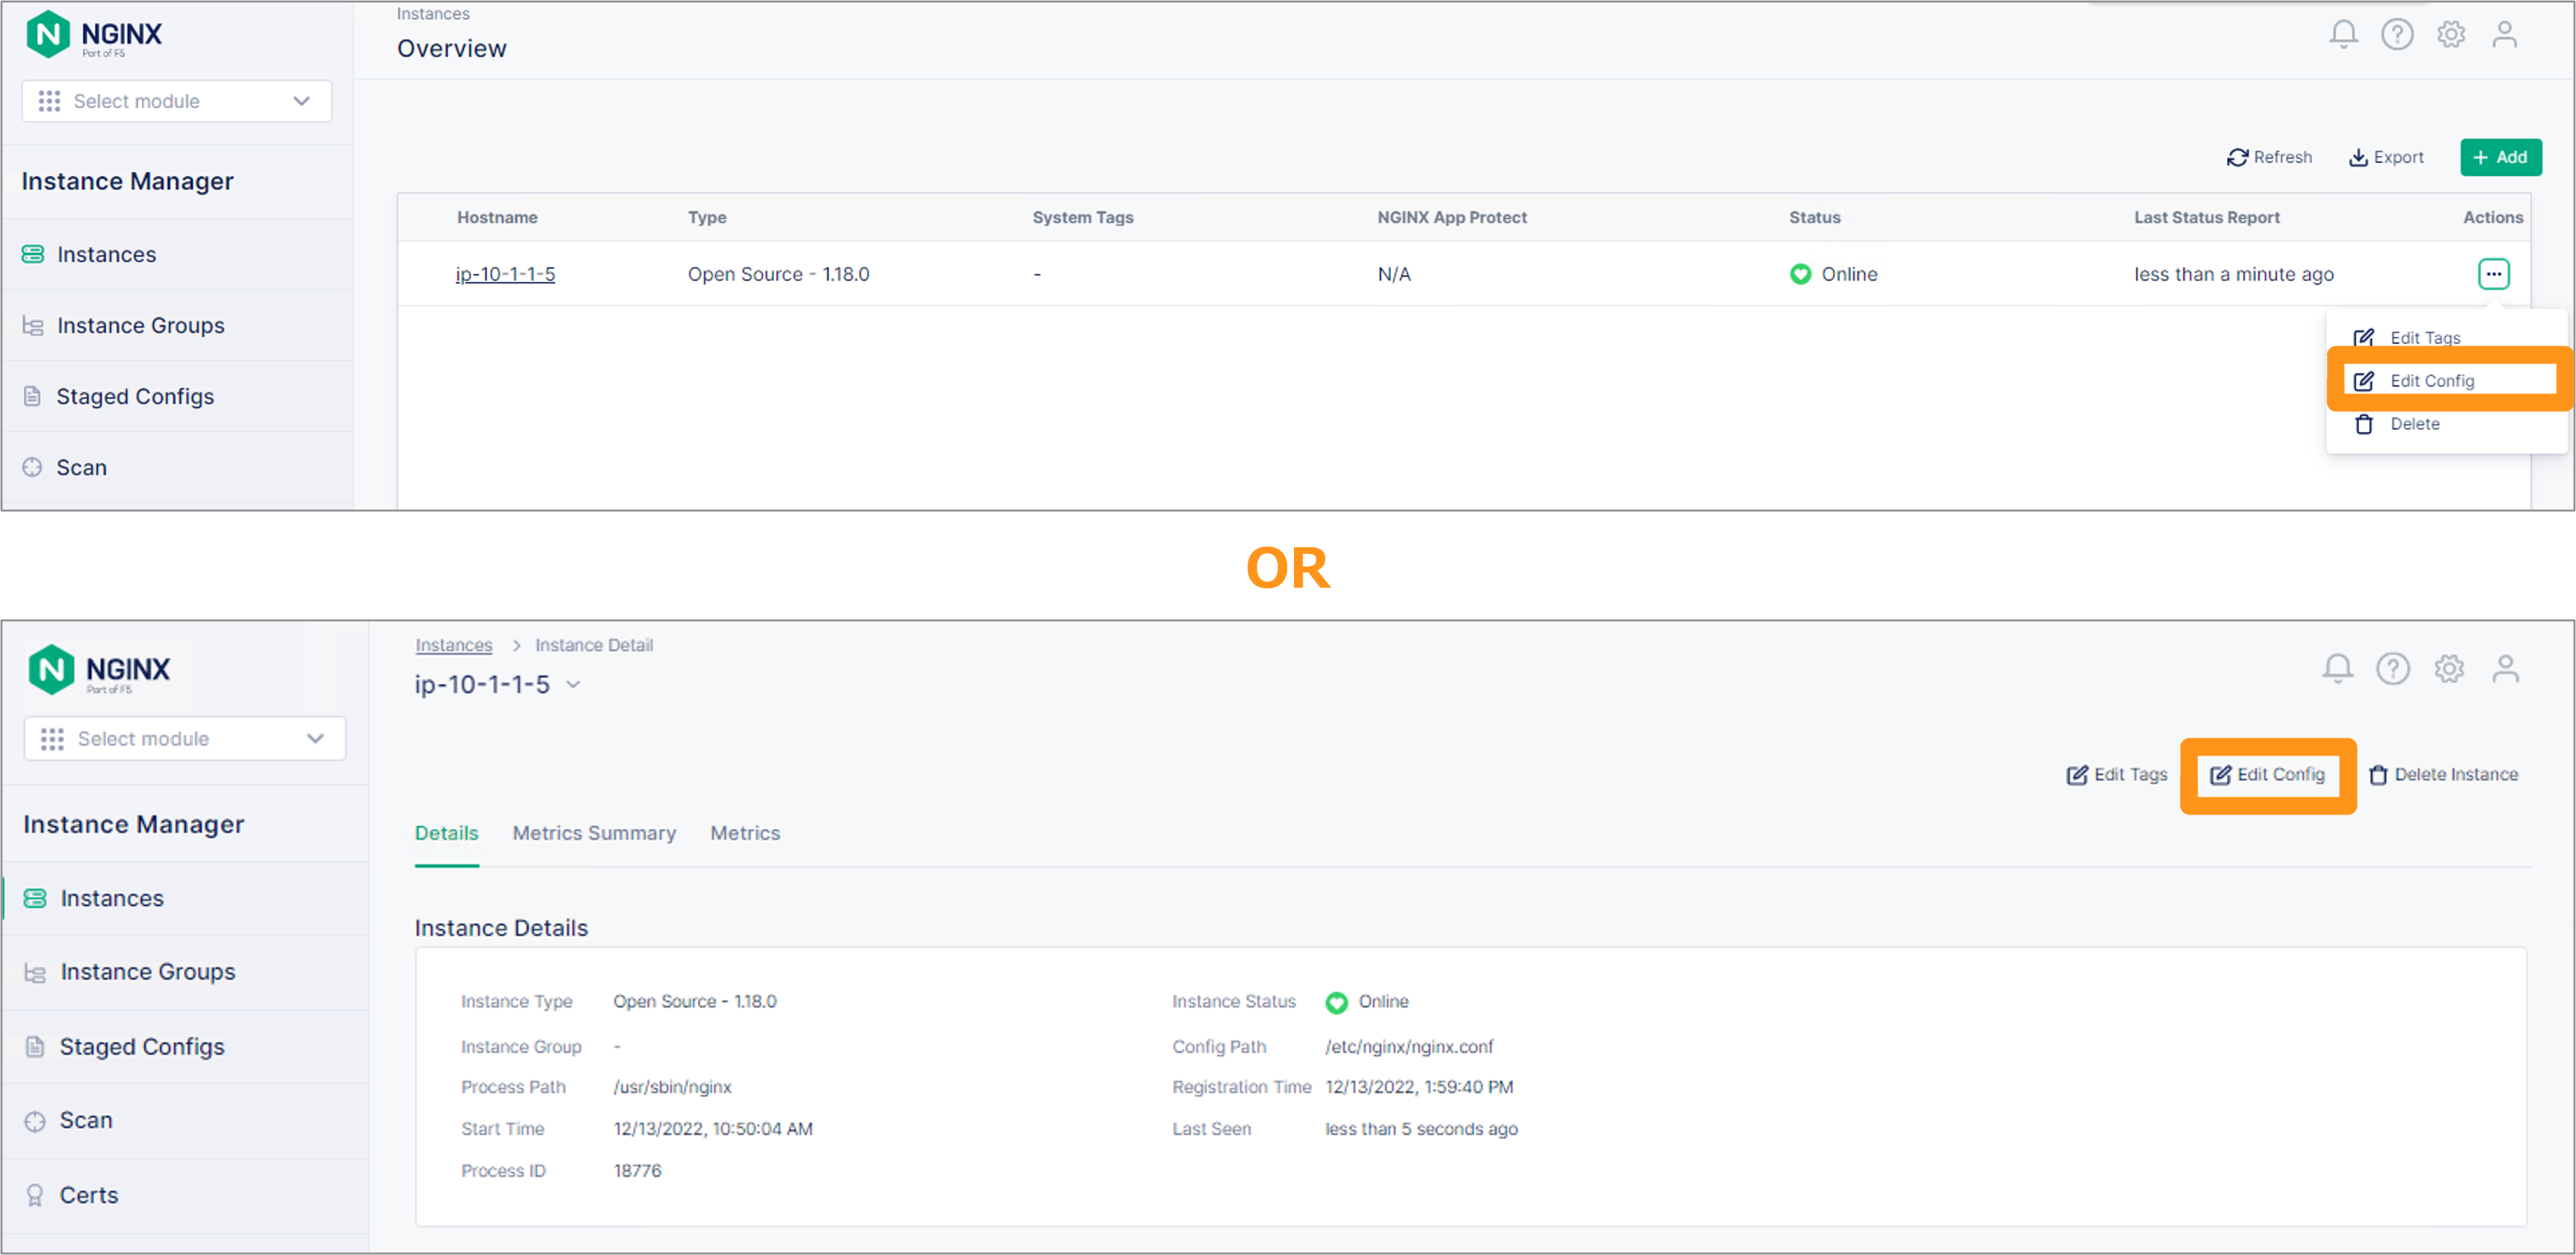 NGINX
Part of F5
Select module
Instance Manager
Instances
Instance Groups
Staged Configs
Scan
Instances
Overview
Refresh Export + Add
Hostname Type System Tags NGINX App Protect Status Last Status Report Actions
ip-10-1-1-5 Open Source - 1.18.0 - N/A Online less than a minute ago ...
Edit Tags
Edit Config
Delete
OR
NGINX
Part of F5
Select module
Instance Manager
Instances
Instance Groups
Staged Configs
Scan
Certs
Instances > Instance Detail
ip-10-1-1-5
Edit Tags Edit Config Delete Instance
Details Metrics Summary Metrics
Instance Details
Instance Type Open Source - 1.18.0
Instance Group -
Process Path /usr/sbin/nginx
Start Time 12/13/2022, 10:50:04 AM
Process ID 18776
Instance Status Online
Config Path /etc/nginx/nginx.conf
Registration Time 12/13/2022, 1:59:40 PM
Last Seen less than 5 seconds ago